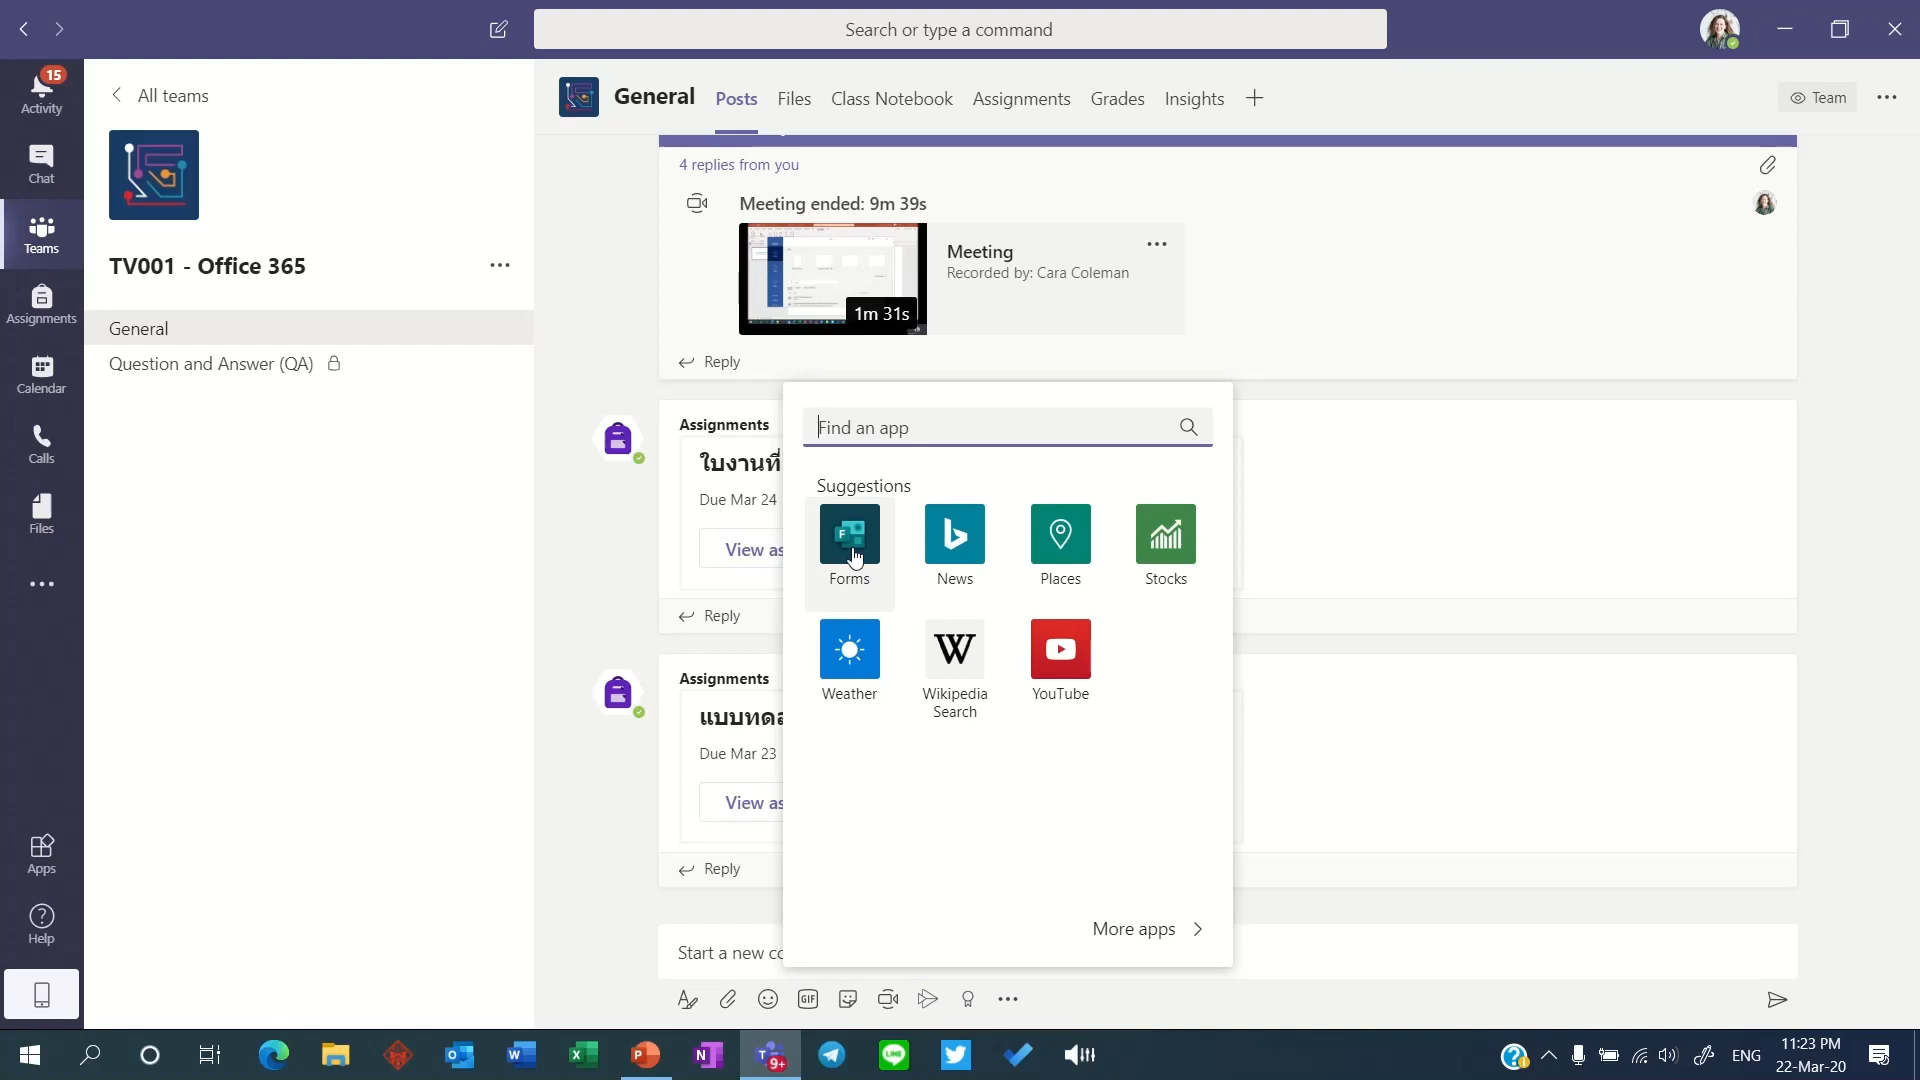 Search or type a command
15
Activity
Chat
Teams
Assignments
Calendar
Calls
Files
Apps
Help
All teams
TV001 - Office 365
General
Question and Answer (QA)
General
Posts
Files
Class Notebook
Assignments
Grades
Insights
Team
4 replies from you
Meeting ended: 9m 39s
1m 31s
Meeting
Recorded by: Cara Coleman
Reply
Assignments
ใบงานที่
Due Mar 24
View as
Reply
Assignments
แบบทด
Due Mar 23
View as
Reply
Find an app
Suggestions
Forms
News
Places
Stocks
Weather
Wikipedia
Search
YouTube
More apps
Start a new co
GIF
9+
LINE
ENG
11:23 PM
22-Mar-20